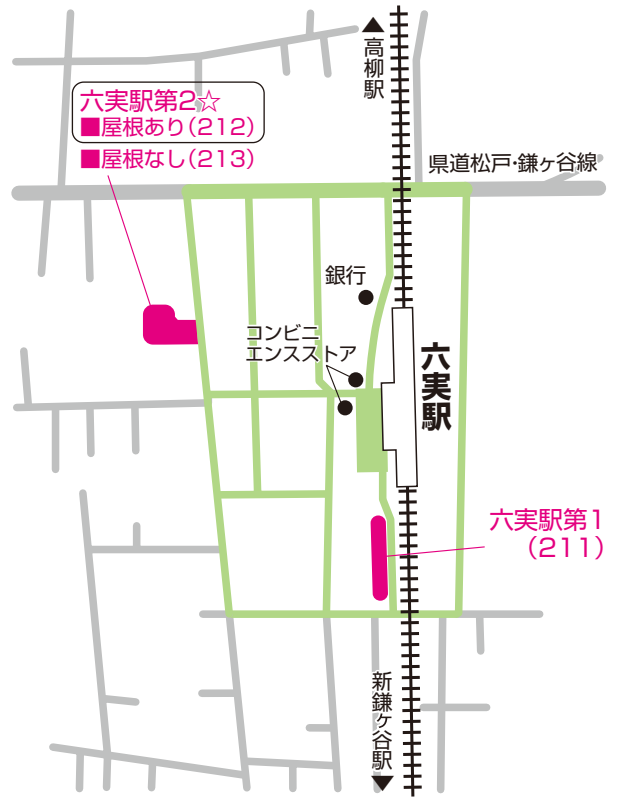 ▲
高柳駅
六実駅第2☆
■屋根あり(212)
■屋根なし(213)
県道松戸・鎌ヶ谷線
銀行
コンビニ
エンスストア
六実駅
六実駅第1
(211)
新鎌ヶ谷駅
▼